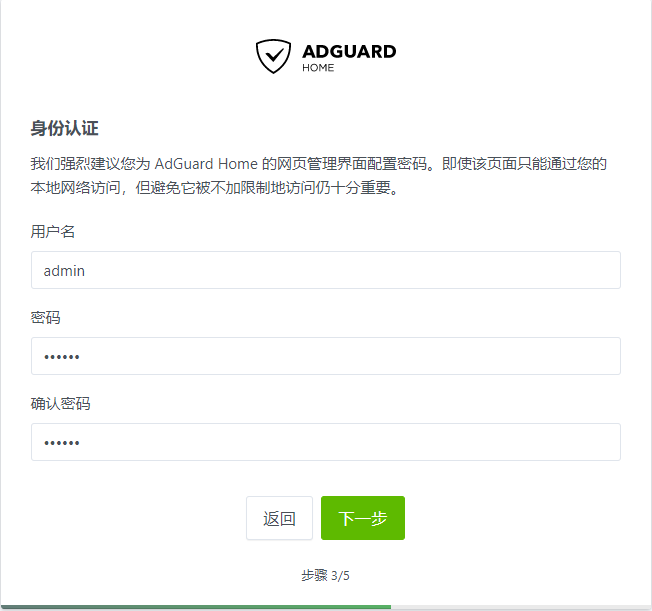 ADGUARD
HOME
身份认证
我们强烈建议您为 AdGuard Home 的网页管理界面配置密码。即使该页面只能通过您的
本地网络访问，但避免它被不加限制地访问仍十分重要。
用户名
admin
密码
••••••
确认密码
••••••
返回 下一步
步骤 3/5